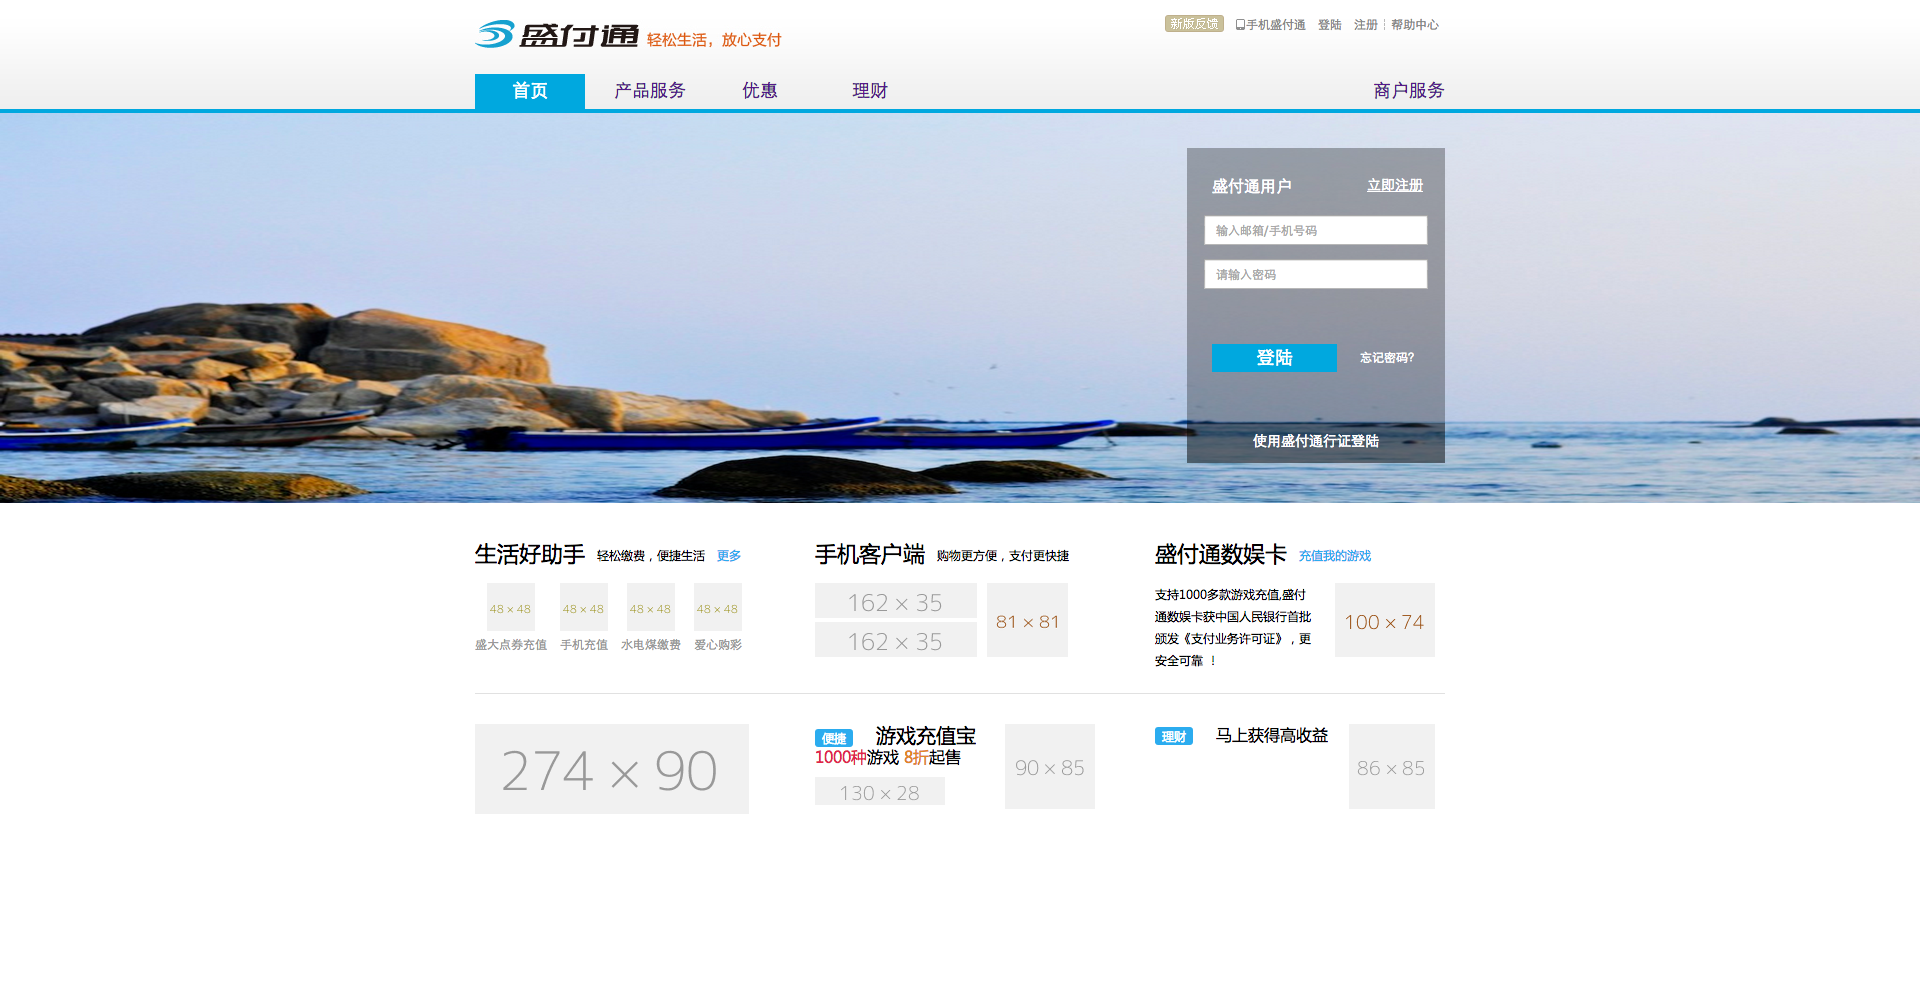 盛付通 轻松生活，放心支付
新版反馈 手机盛付通 登陆 注册 帮助中心
首页 产品服务 优惠 理财 商户服务
盛付通用户 立即注册
输入邮箱/手机号码
请输入密码
登陆 忘记密码?
使用盛付通行证登陆
生活好助手 轻松缴费，便捷生活 更多
48 × 48 48 × 48 48 × 48 48 × 48
盛大点券充值 手机充值 水电煤缴费 爱心购彩
手机客户端 购物更方便，支付更快捷
162 × 35
162 × 35
81 × 81
盛付通数娱卡 充值我的游戏
支持1000多款游戏充值,盛付
通数娱卡获中国人民银行首批
颁发《支付业务许可证》，更
安全可靠 ！
100 × 74
274 × 90
便捷 游戏充值宝
1000种游戏 8折起售
130 × 28
90 × 85
理财 马上获得高收益
86 × 85